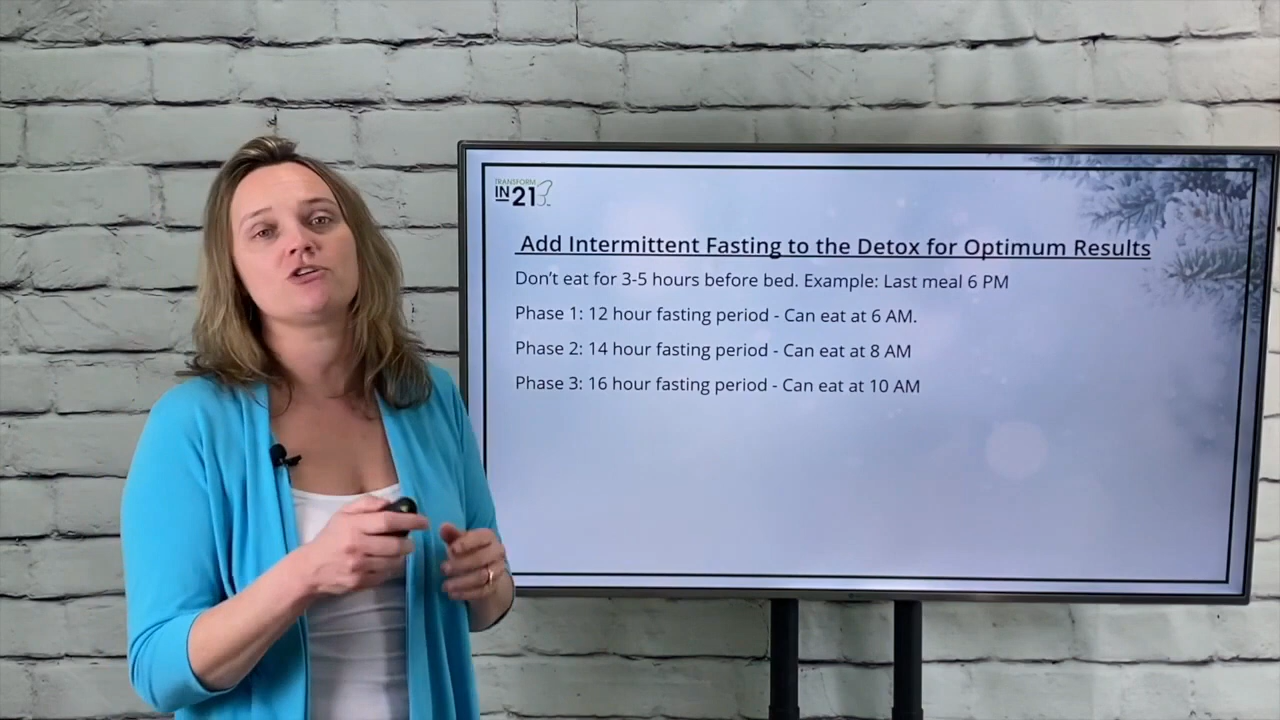 TRANSFORM
IN 21
Add Intermittent Fasting to the Detox for Optimum Results
Don't eat for 3-5 hours before bed. Example: Last meal 6 PM
Phase 1: 12 hour fasting period - Can eat at 6 AM.
Phase 2: 14 hour fasting period - Can eat at 8 AM
Phase 3: 16 hour fasting period - Can eat at 10 AM